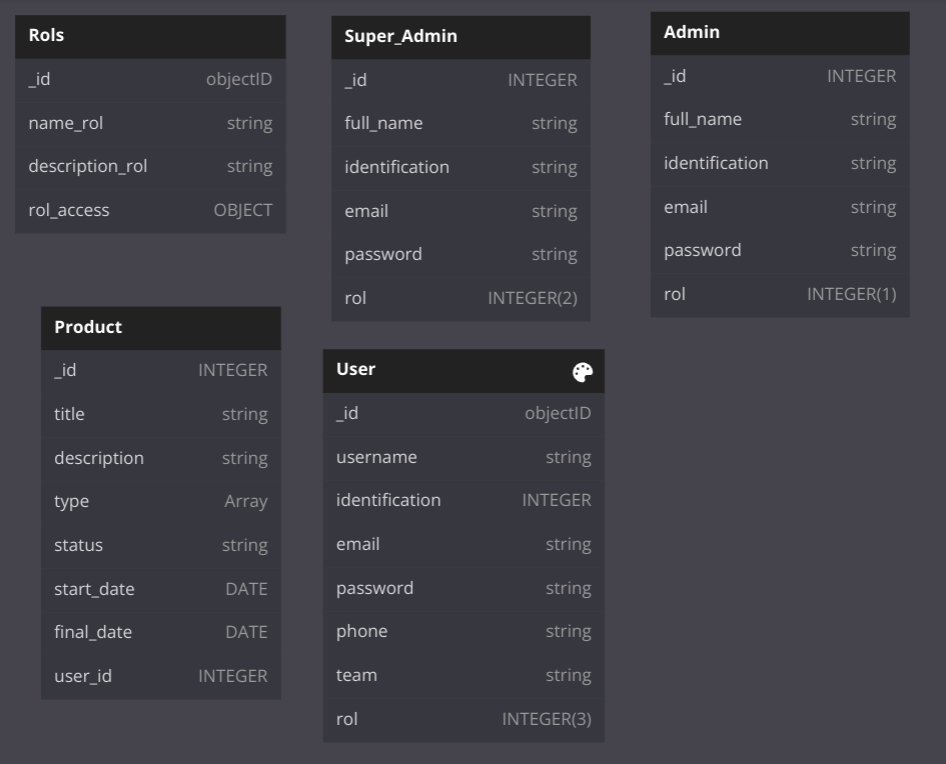 Rols
_id objectID
name_rol string
description_rol string
rol_access OBJECT
Super_Admin
_id INTEGER
full_name string
identification string
email string
password string
rol INTEGER(2)
Admin
_id INTEGER
full_name string
identification string
email string
password string
rol INTEGER(1)
Product
_id INTEGER
title string
description string
type Array
status string
start_date DATE
final_date DATE
user_id INTEGER
User
_id objectID
username string
identification INTEGER
email string
password string
phone string
team string
rol INTEGER(3)